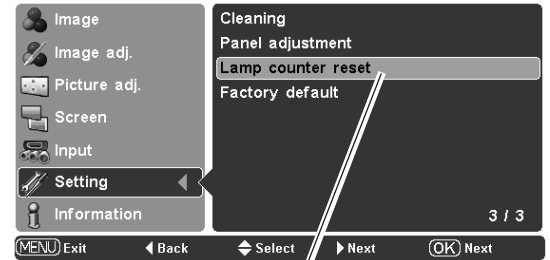 Image
Image adj.
Picture adj.
Screen
Input
Setting
Information
Cleaning
Panel adjustment
Lamp counter reset
Factory default
3 / 3
MENU Exit Back Select Next OK Next